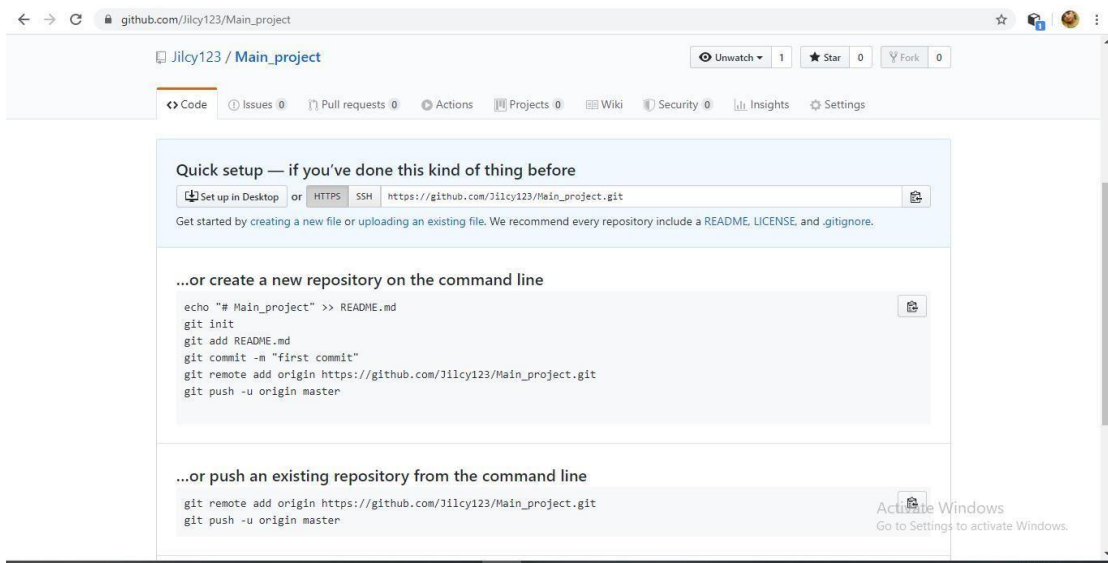 github.com/Jilcy123/Main_project
1
Jilcy123 / Main_project
Unwatch 1 Star 0 Fork 0
Code Issues 0 Pull requests 0 Actions Projects 0 Wiki Security 0 Insights Settings
Quick setup — if you've done this kind of thing before
Set up in Desktop or HTTPS SSH https://github.com/Jilcy123/Main_project.git
Get started by creating a new file or uploading an existing file. We recommend every repository include a README, LICENSE, and .gitignore.
...or create a new repository on the command line
echo "# Main_project" >> README.md
git init
git add README.md
git commit -m "first commit"
git remote add origin https://github.com/Jilcy123/Main_project.git
git push -u origin master
...or push an existing repository from the command line
git remote add origin https://github.com/Jilcy123/Main_project.git
git push -u origin master
Activate Windows
Go to Settings to activate Windows.